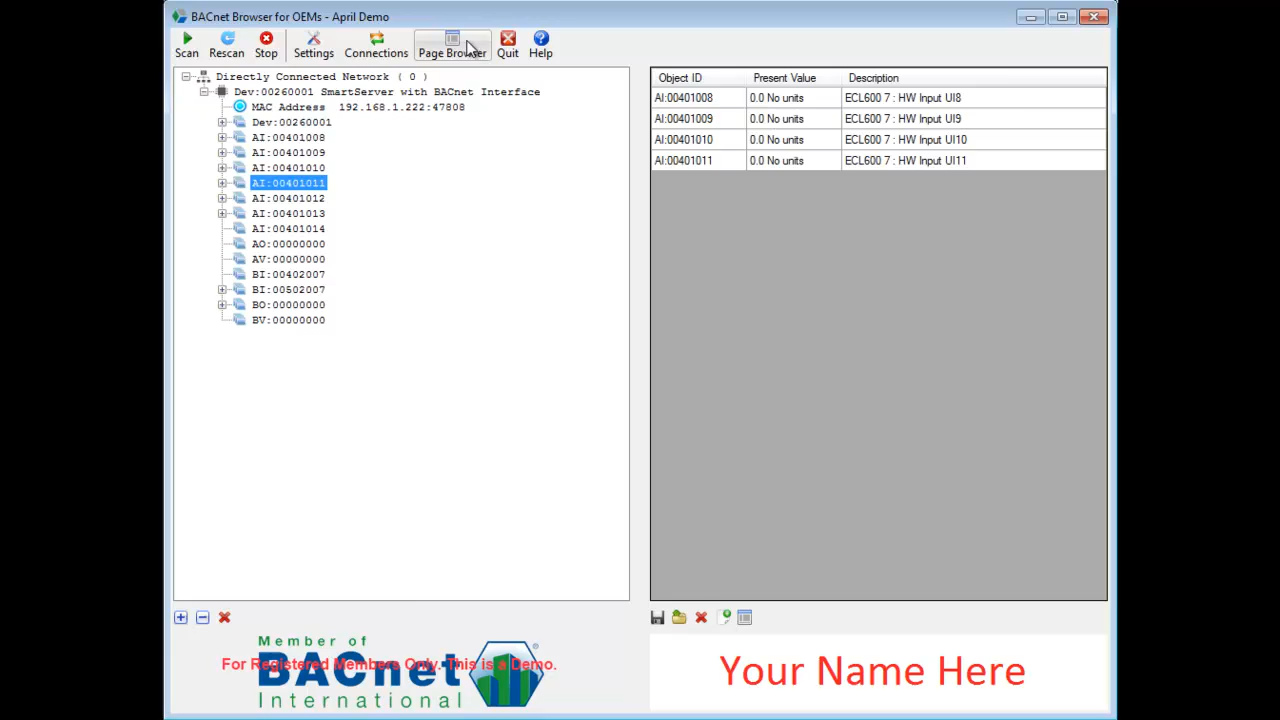 BACnet Browser for OEMs - April Demo
Scan Rescan Stop Settings Connections Page Browser Quit Help
Directly Connected Network ( 0 )
Dev:00260001 SmartServer with BACnet Interface
MAC Address 192.168.1.222:47808
Dev:00260001
AI:00401008
AI:00401009
AI:00401010
AI:00401011
AI:00401012
AI:00401013
AI:00401014
AO:00000000
AV:00000000
BI:00402007
BI:00502007
BO:00000000
BV:00000000
Object ID Present Value Description
AI:00401008 0.0 No units ECL600 7 : HW Input UI8
AI:00401009 0.0 No units ECL600 7 : HW Input UI9
AI:00401010 0.0 No units ECL600 7 : HW Input UI10
AI:00401011 0.0 No units ECL600 7 : HW Input UI11
Member of
For Registered Members Only. This is a Demo.
BACnet
International
Your Name Here